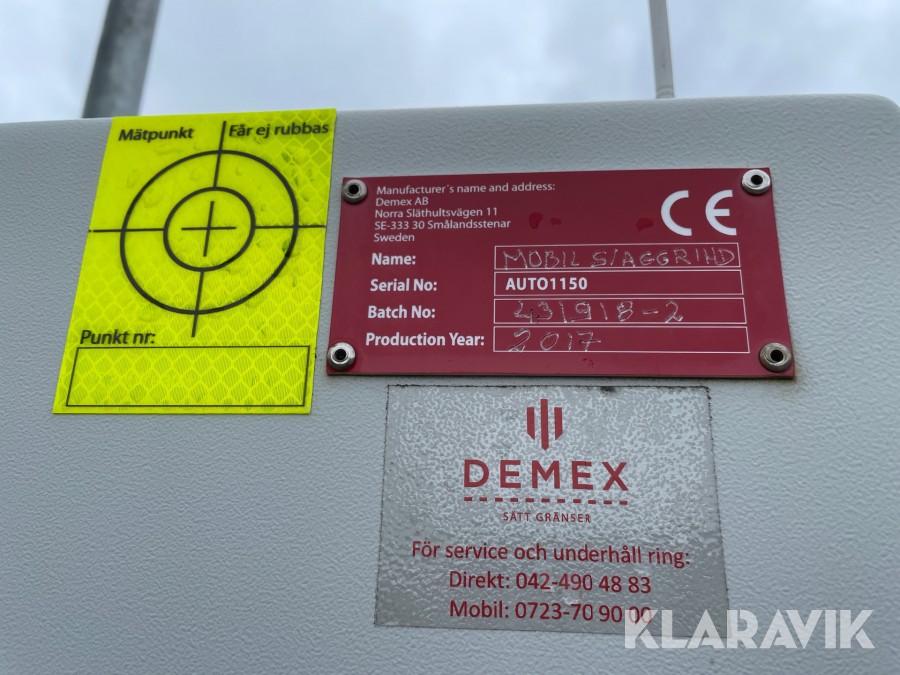 Mätpunkt Får ej rubbas
Punkt nr:
Manufacturer´s name and address:
Demex AB
Norra Släthultsvägen 11
SE-333 30 Smålandsstenar
Sweden
CE
Name: MOBIL S/AGGRIHD
Serial No: AUTO1150
Batch No: 431918-2
Production Year: 2017
DEMEX
SÄTT GRÄNSER
För service och underhåll ring:
Direkt: 042-490 48 83
Mobil: 0723-70 90 00
KLARAVIK